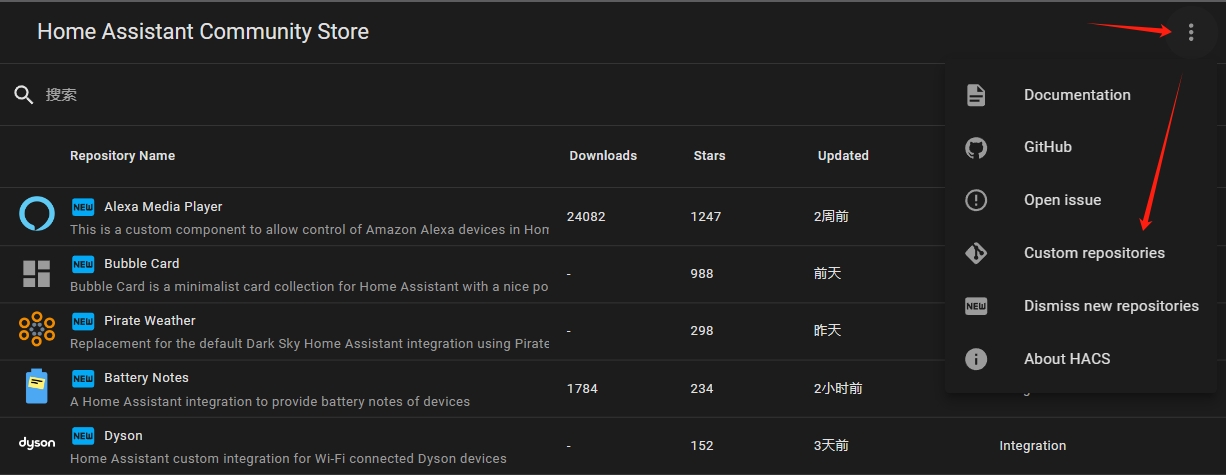 Home Assistant Community Store
搜索
Documentation
GitHub
Open issue
Custom repositories
NEW Dismiss new repositories
About HACS
Repository Name Downloads Stars Updated
NEW Alexa Media Player
This is a custom component to allow control of Amazon Alexa devices in Hom
24082 1247 2周前
NEW Bubble Card
Bubble Card is a minimalist card collection for Home Assistant with a nice po
- 988 前天
NEW Pirate Weather
Replacement for the default Dark Sky Home Assistant integration using Pirate
- 298 昨天
NEW Battery Notes
A Home Assistant integration to provide battery notes of devices
1784 234 2小时前
dyson
NEW Dyson
Home Assistant custom integration for Wi-Fi connected Dyson devices
- 152 3天前 Integration